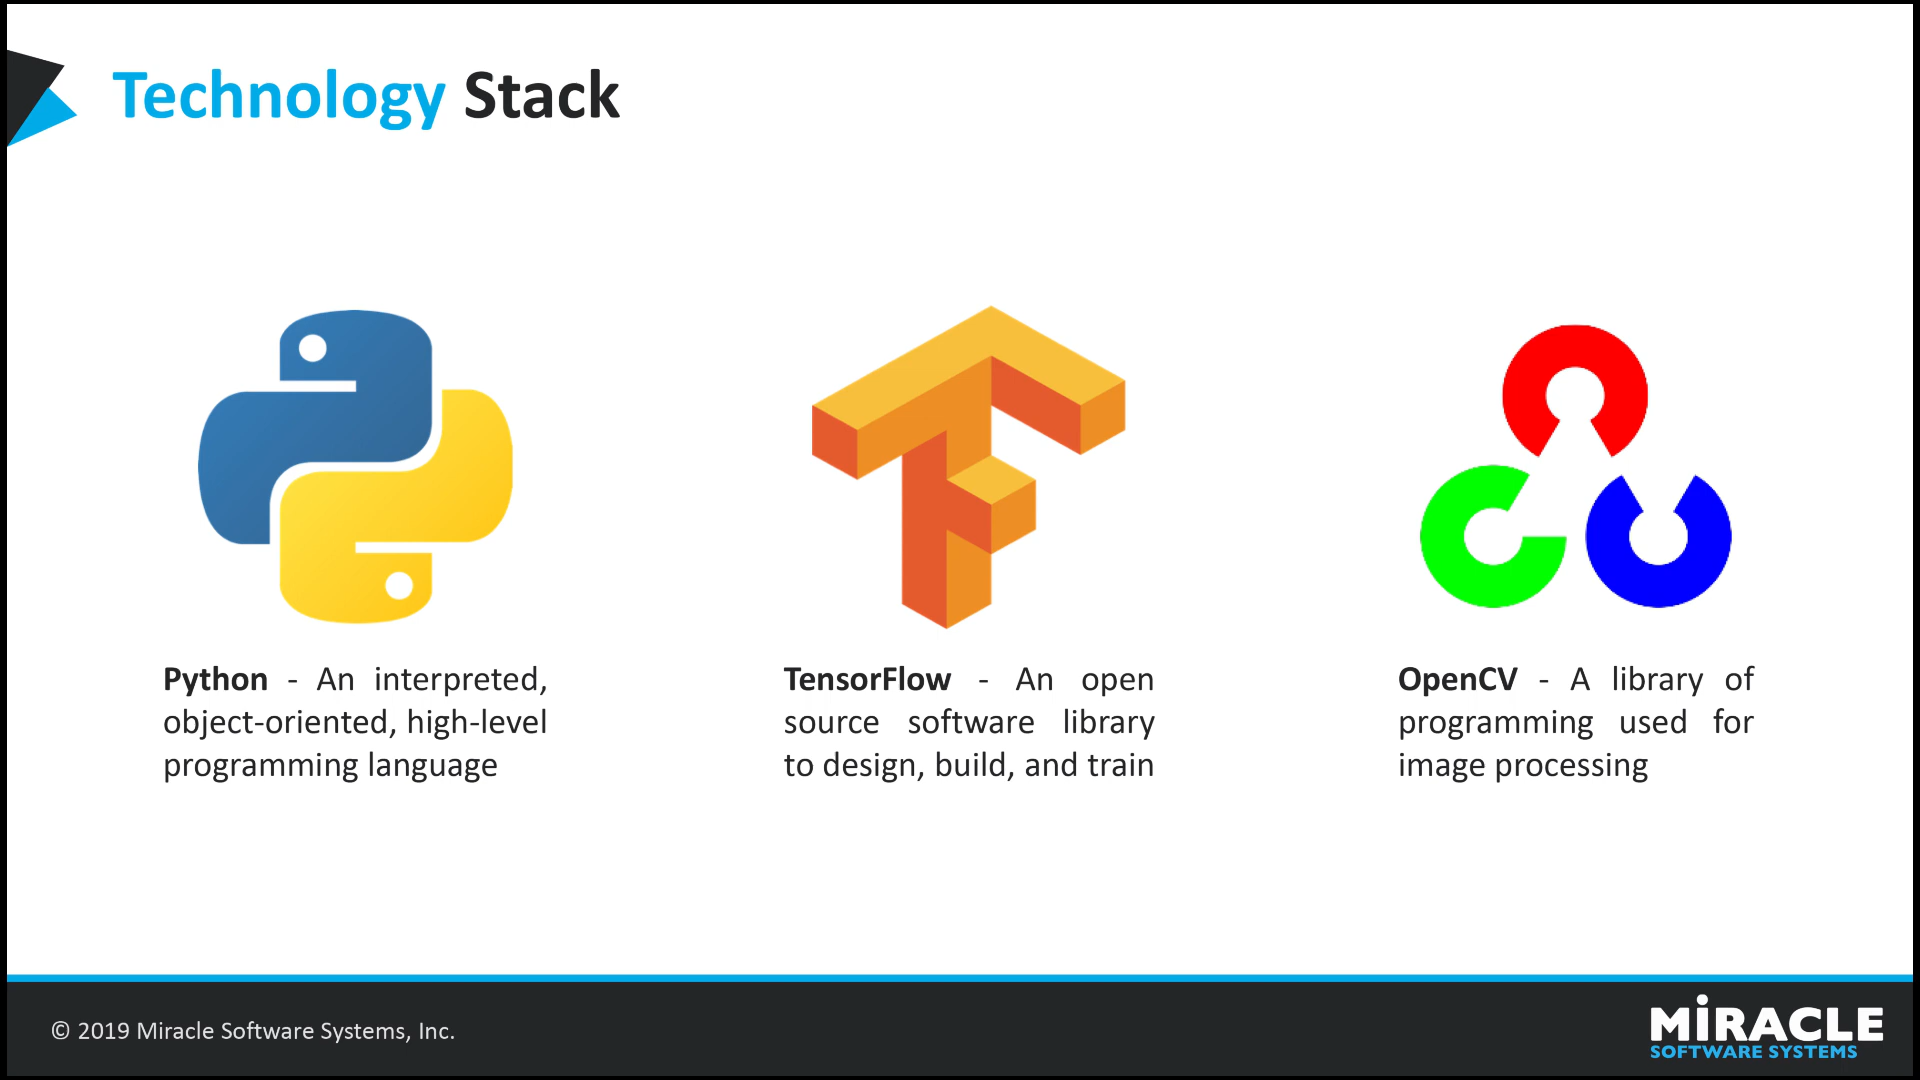 Technology Stack
Python - An interpreted,
object-oriented, high-level
programming language
TensorFlow - An open
source software library
to design, build, and train
OpenCV - A library of
programming used for
image processing
© 2019 Miracle Software Systems, Inc.
MiRACLE
SOFTWARE SYSTEMS